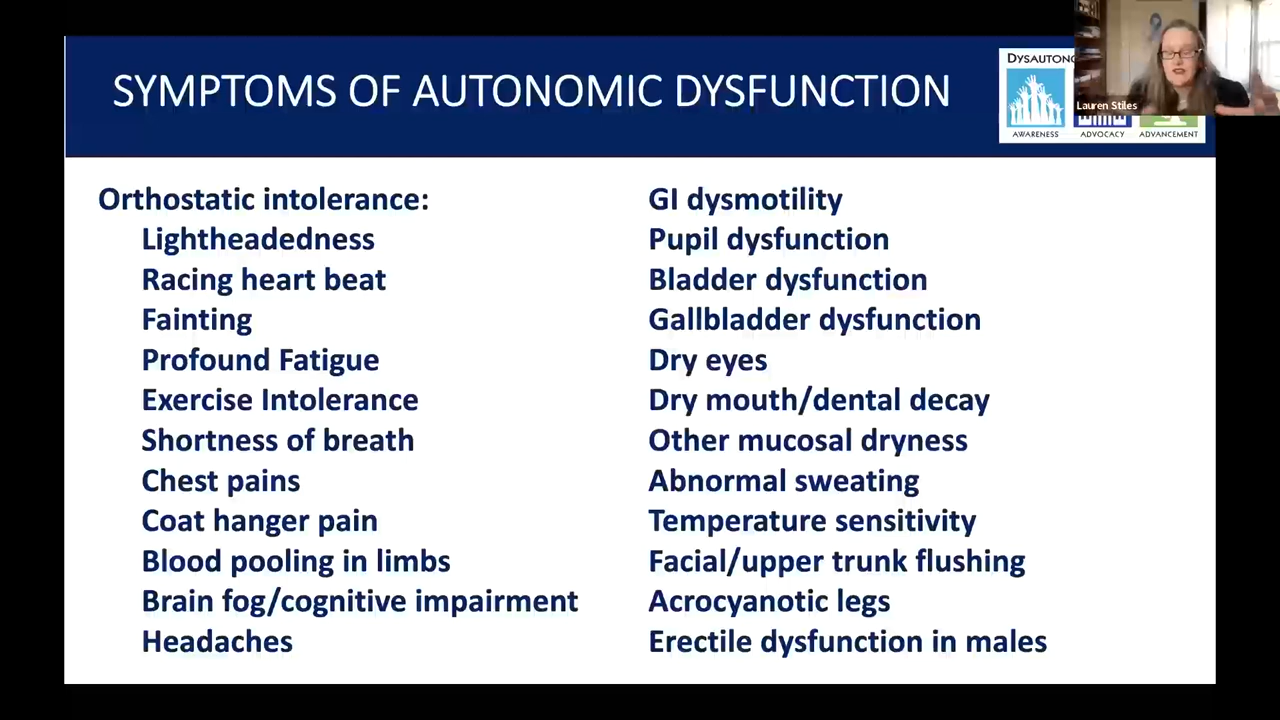 SYMPTOMS OF AUTONOMIC DYSFUNCTION
Lauren Stiles
AWARENESS
ADVOCACY
ADVANCEMENT
Orthostatic intolerance:
Lightheadedness
Racing heart beat
Fainting
Profound Fatigue
Exercise Intolerance
Shortness of breath
Chest pains
Coat hanger pain
Blood pooling in limbs
Brain fog/cognitive impairment
Headaches
GI dysmotility
Pupil dysfunction
Bladder dysfunction
Gallbladder dysfunction
Dry eyes
Dry mouth/dental decay
Other mucosal dryness
Abnormal sweating
Temperature sensitivity
Facial/upper trunk flushing
Acrocyanotic legs
Erectile dysfunction in males